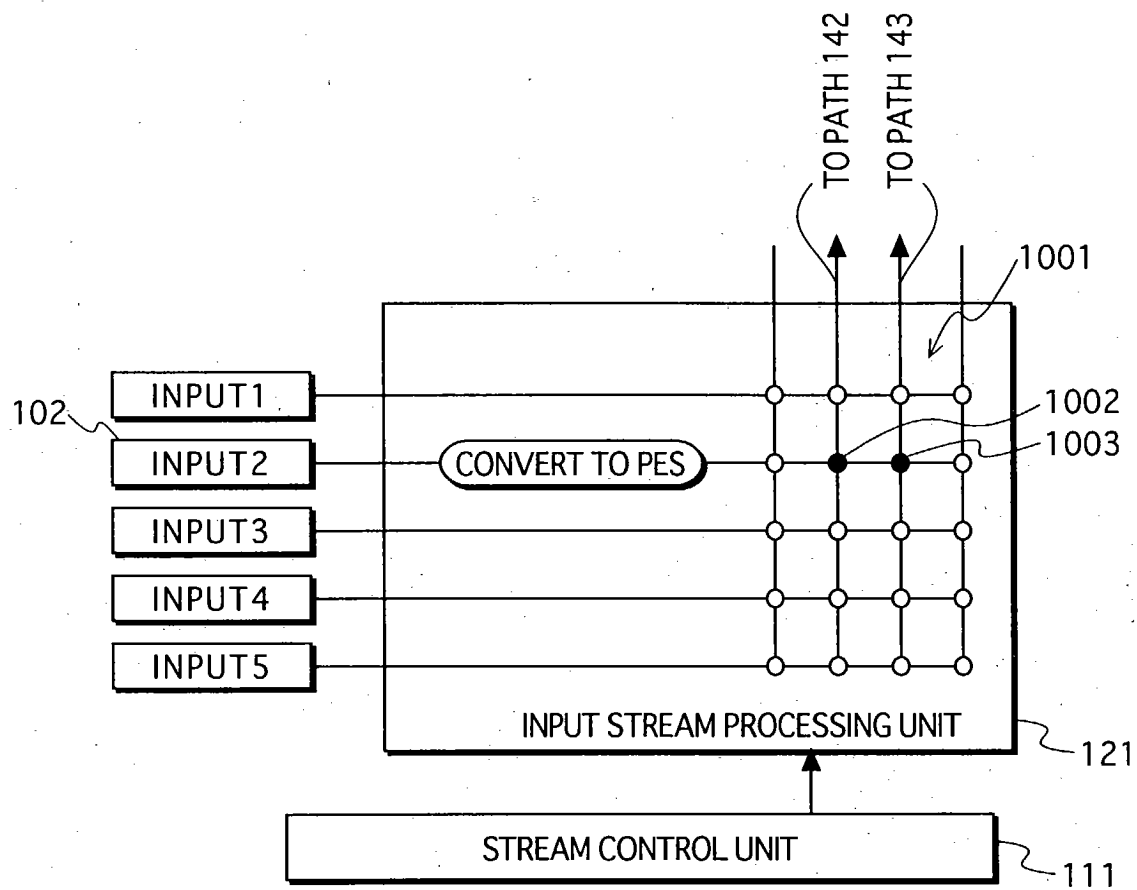 TO PATH 142
TO PATH 143
1001
INPUT1
102
1002
INPUT2
CONVERT TO PES
1003
INPUT3
INPUT4
INPUT5
INPUT STREAM PROCESSING UNIT
121
STREAM CONTROL UNIT
111